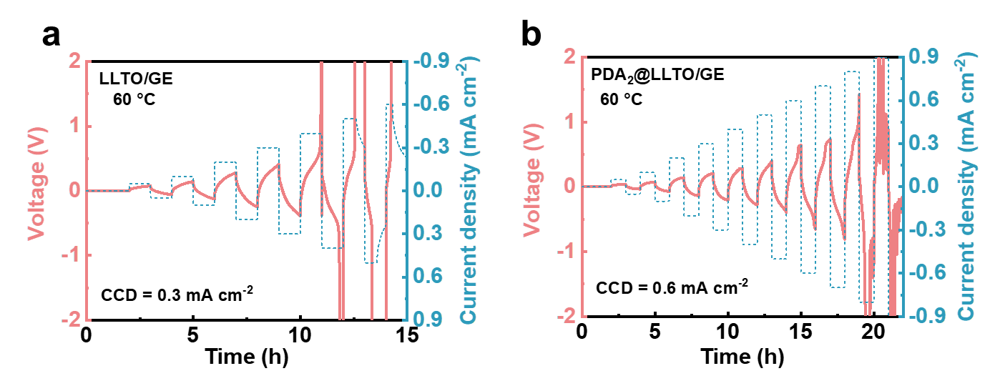 a
LLTO/GE
60 °C
CCD = 0.3 mA cm-2
Voltage (V)
2
1
0
-1
-2
0
5
10
15
Time (h)
-0.9
-0.6
-0.3
0.0
0.3
0.6
0.9
Current density (mA cm-2)
b
PDA2@LLTO/GE
60 °C
CCD = 0.6 mA cm-2
Voltage (V)
2
1
0
-1
-2
0
5
10
15
20
Time (h)
0.9
0.6
0.3
0.0
-0.3
-0.6
-0.9
Current density (mA cm-2)